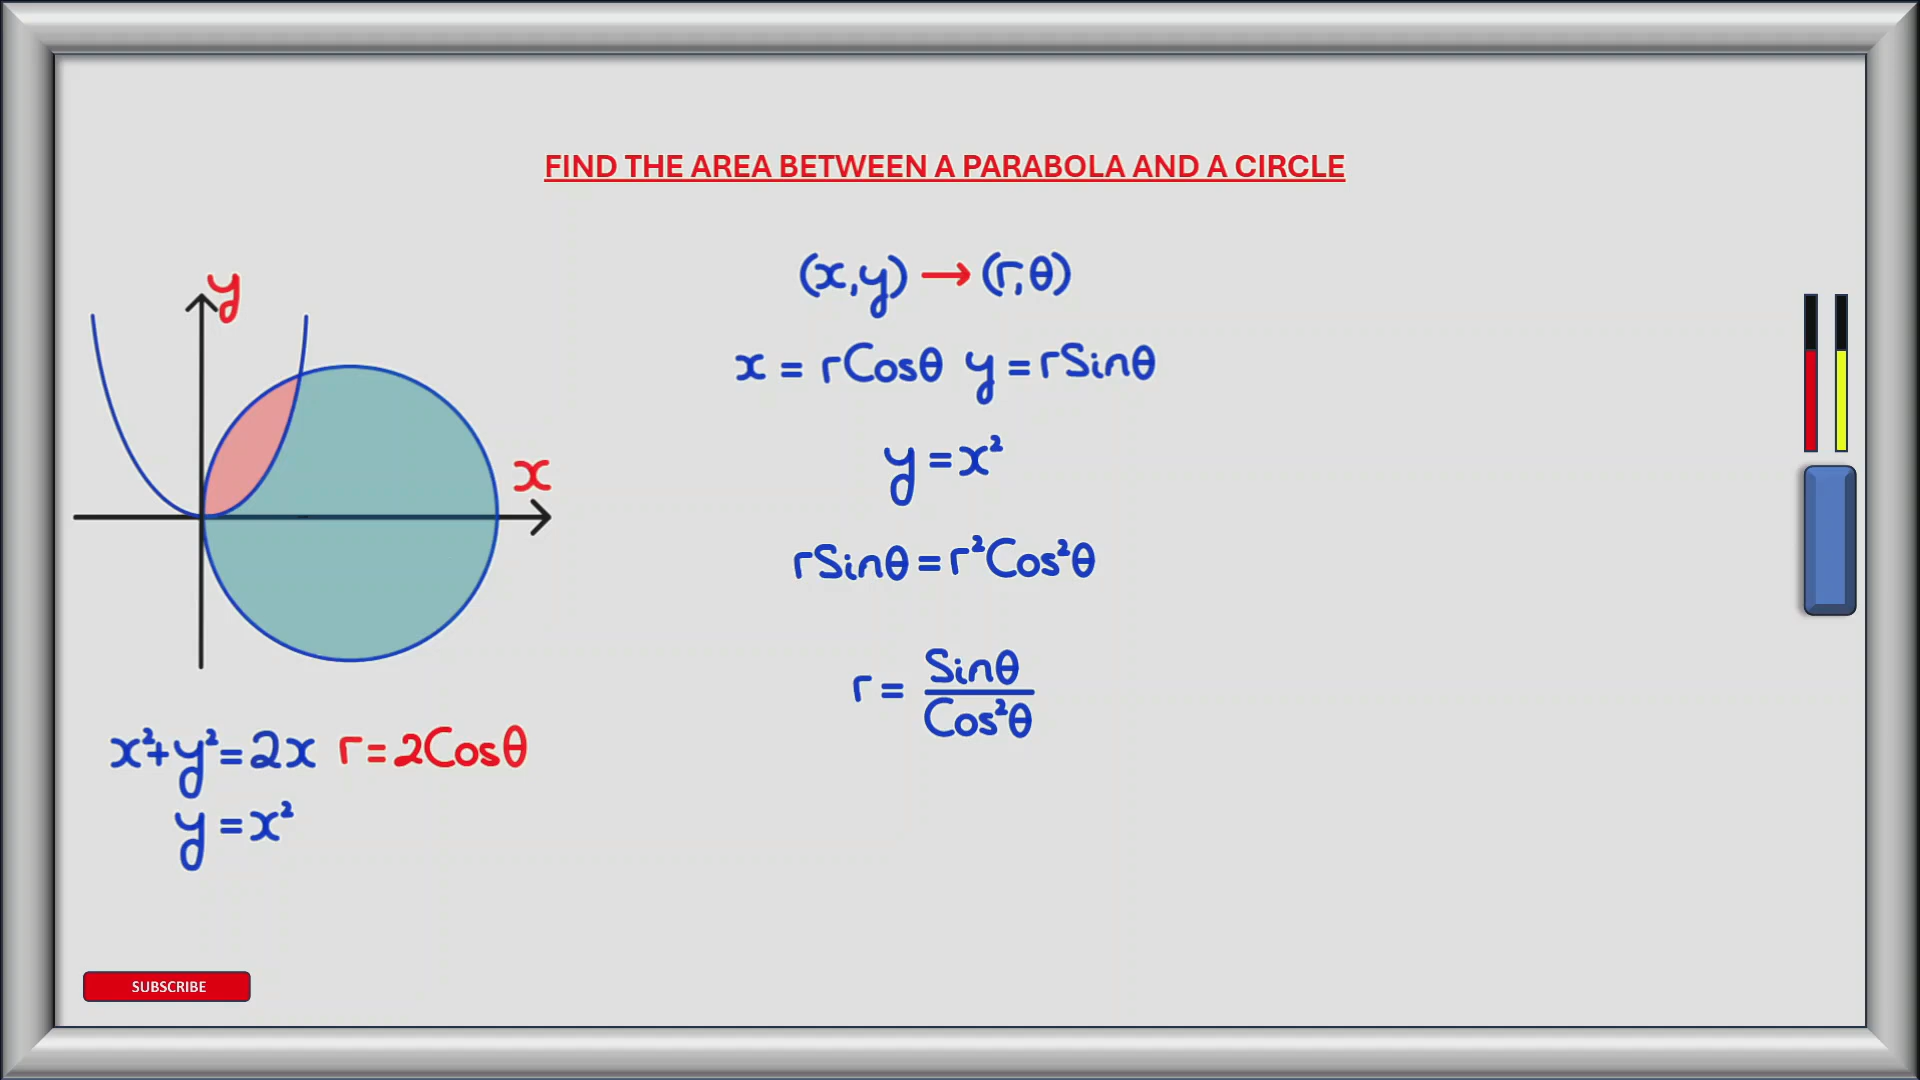 FIND THE AREA BETWEEN A PARABOLA AND A CIRCLE
y
x
x²+y²=2x r=2Cosθ
y=x²
(x,y)→(r,θ)
x = rCosθ y=rSinθ
y=x²
rSinθ=r²Cos²θ
r= Sinθ/Cos²θ
SUBSCRIBE